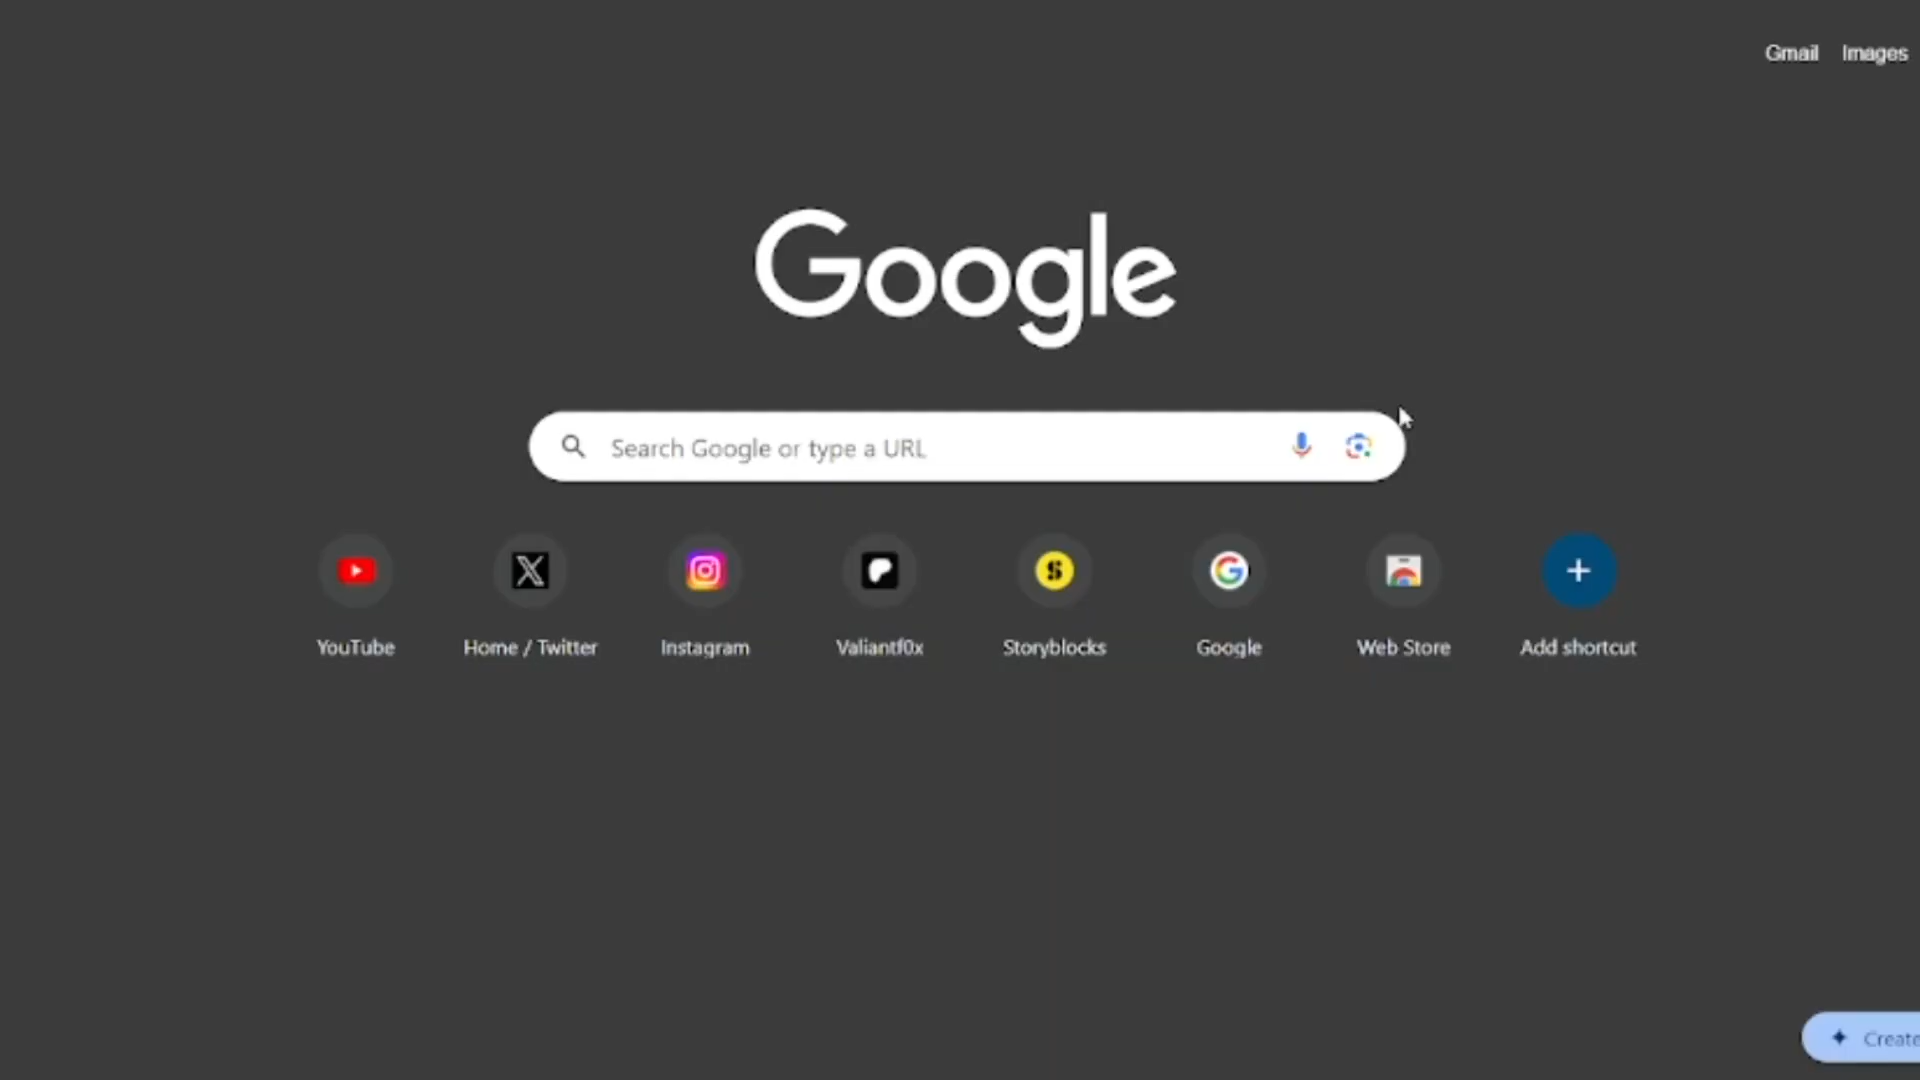 Gmail Images
Google
Search Google or type a URL
YouTube Home / Twitter Instagram Valiantf0x Storyblocks Google Web Store Add shortcut
Create